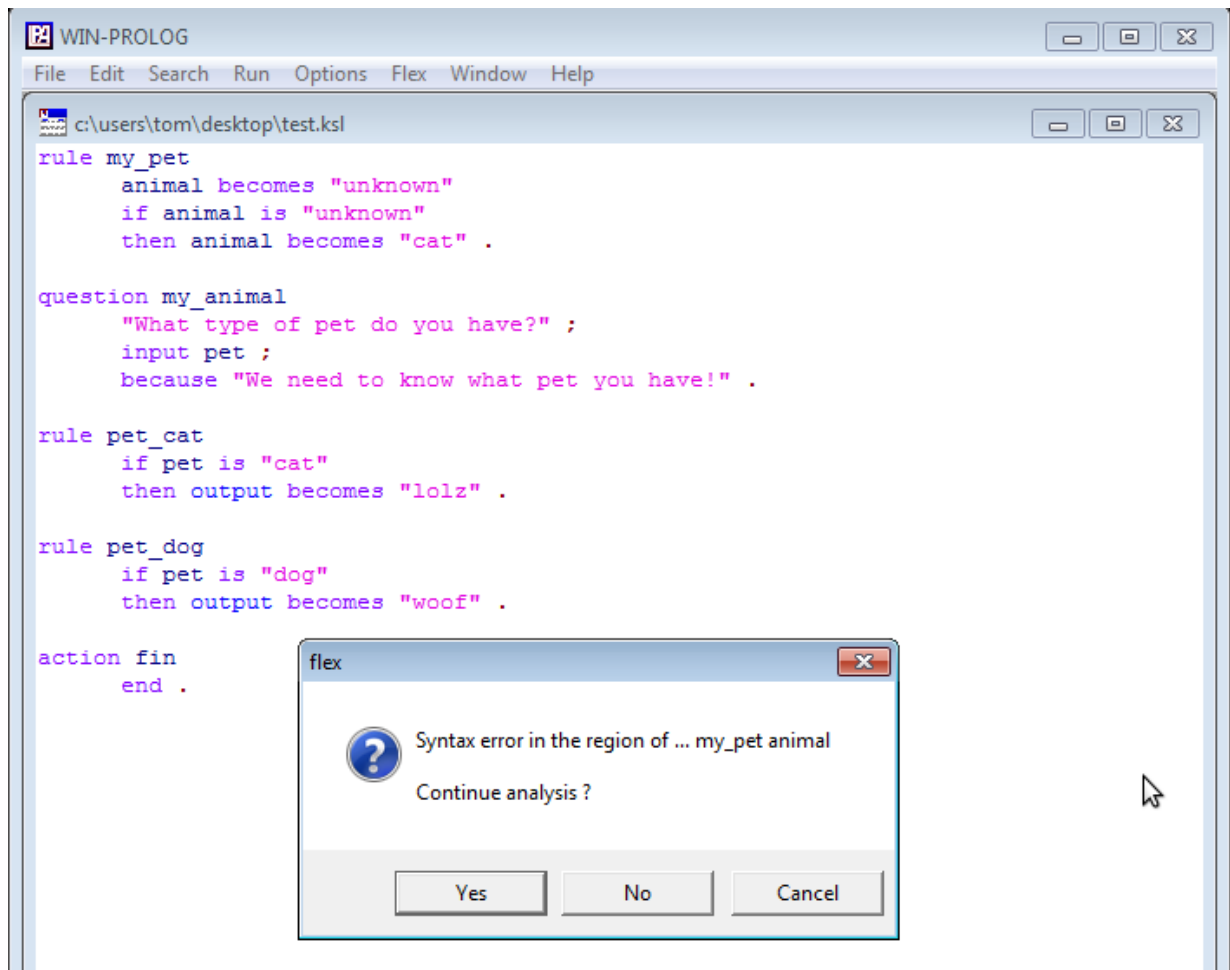 WIN-PROLOG
File Edit Search Run Options Flex Window Help
c:\users\tom\desktop\test.ksl
rule my_pet
animal becomes "unknown"
if animal is "unknown"
then animal becomes "cat" .
question my_animal
"What type of pet do you have?" ;
input pet ;
because "We need to know what pet you have!" .
rule pet_cat
if pet is "cat"
then output becomes "lolz" .
rule pet_dog
if pet is "dog"
then output becomes "woof" .
action fin
end .
flex
Syntax error in the region of ... my_pet animal
Continue analysis ?
Yes No Cancel